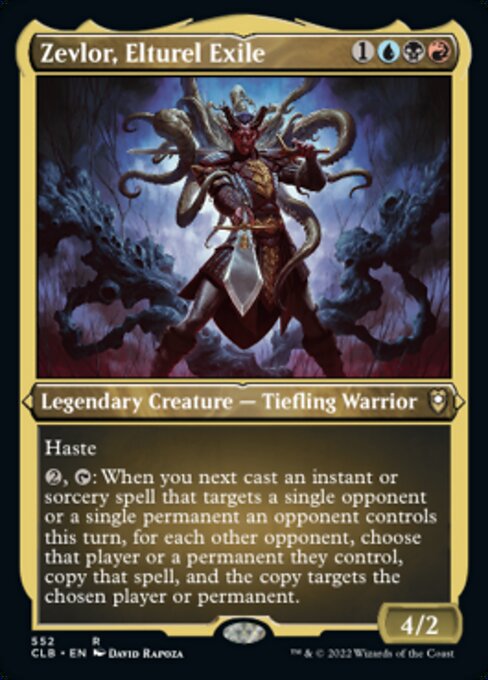 Zevlor, Elturel Exile 1
Legendary Creature — Tiefling Warrior
Haste
2, T: When you next cast an instant or
sorcery spell that targets a single opponent
or a single permanent an opponent controls
this turn, for each other opponent, choose
that player or a permanent they control,
copy that spell, and the copy targets the
chosen player or permanent.
4/2
552 R
CLB • EN David Rapoza ™ & © 2022 Wizards of the Coast